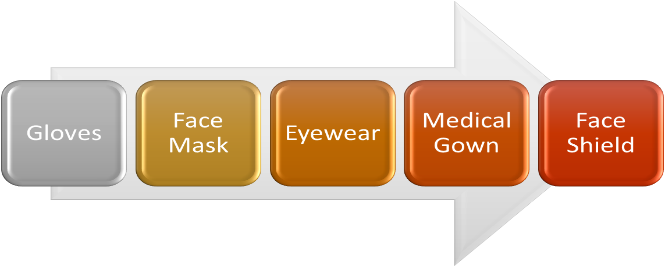 Gloves
Face
Mask
Eyewear
Medical
Gown
Face
Shield